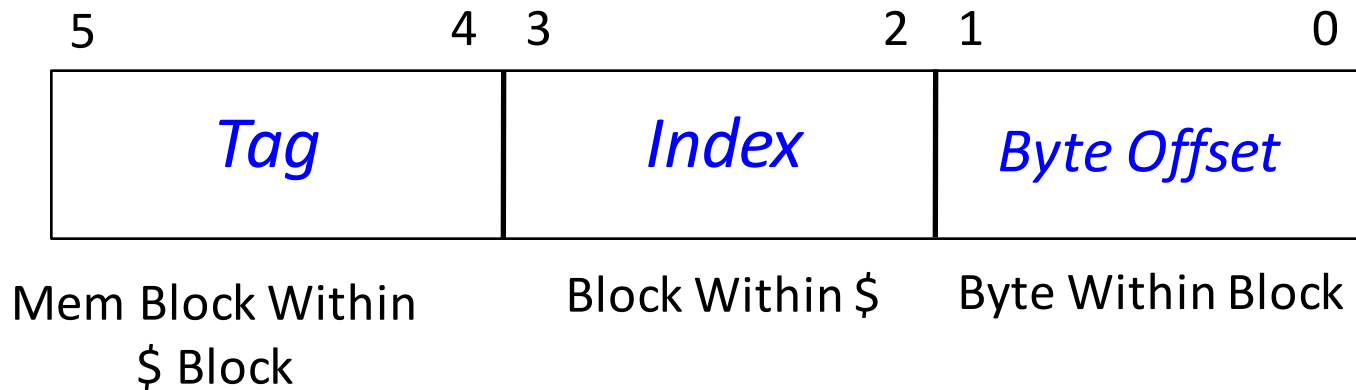 5 4 3 2 1 0
Tag Index Byte Offset
Mem Block Within
$ Block
Block Within $
Byte Within Block